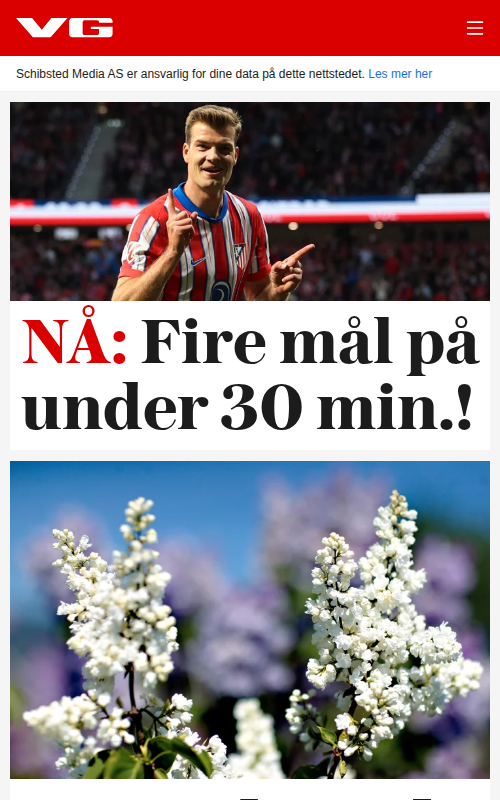 VG
Schibsted Media AS er ansvarlig for dine data på dette nettstedet. Les mer her
NÅ: Fire mål på
under 30 min.!